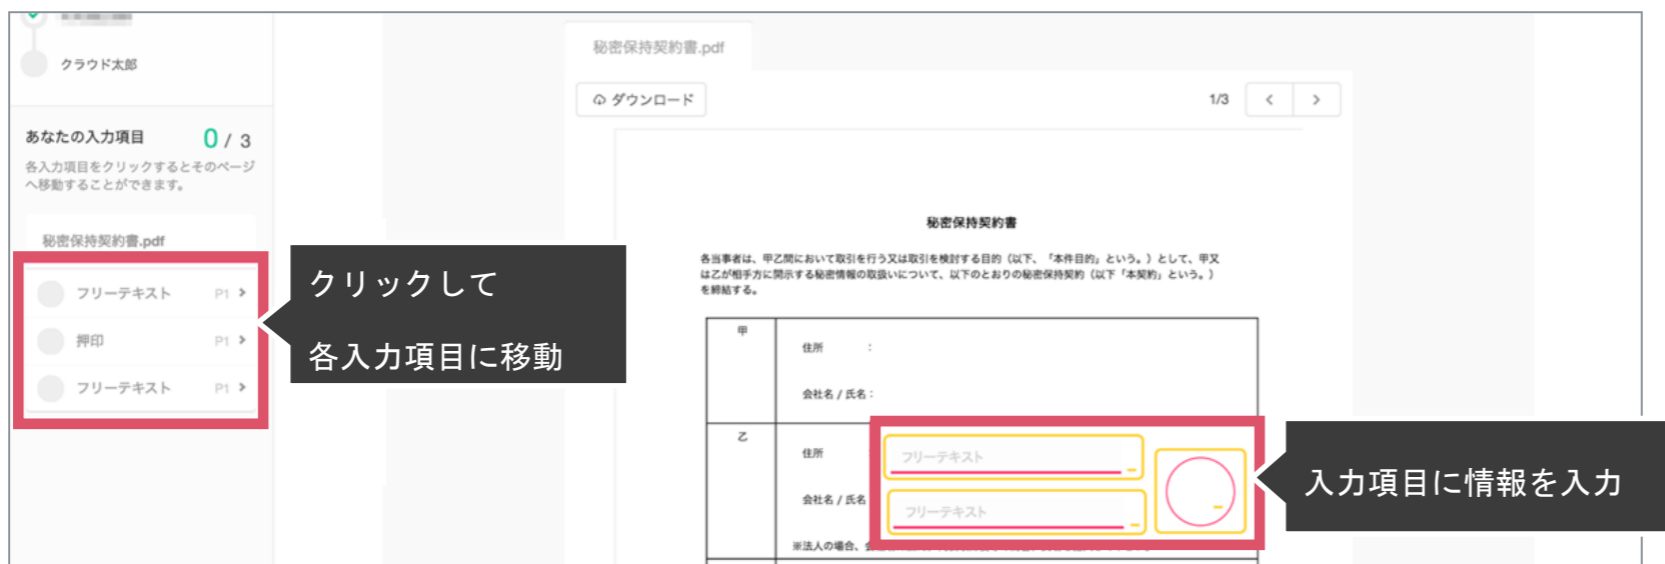 クラウド太郎
あなたの入力項目 0 / 3
各入力項目をクリックするとそのページ
へ移動することができます。
秘密保持契約書.pdf
フリーテキスト P1
押印 P1
フリーテキスト P1
クリックして
各入力項目に移動
秘密保持契約書.pdf
ダウンロード
1/3
秘密保持契約書
各当事者は、甲乙間において取引を行う又は取引を検討する目的（以下、「本件目的」という。）として、甲又
は乙が相手方に開示する秘密情報の取扱いについて、以下のとおりの秘密保持契約（以下「本契約」という。）
を締結する。
甲
住所 :
会社名 / 氏名 :
乙
住所 :
フリーテキスト
会社名 / 氏名
フリーテキスト
※法人の場合、
入力項目に情報を入力